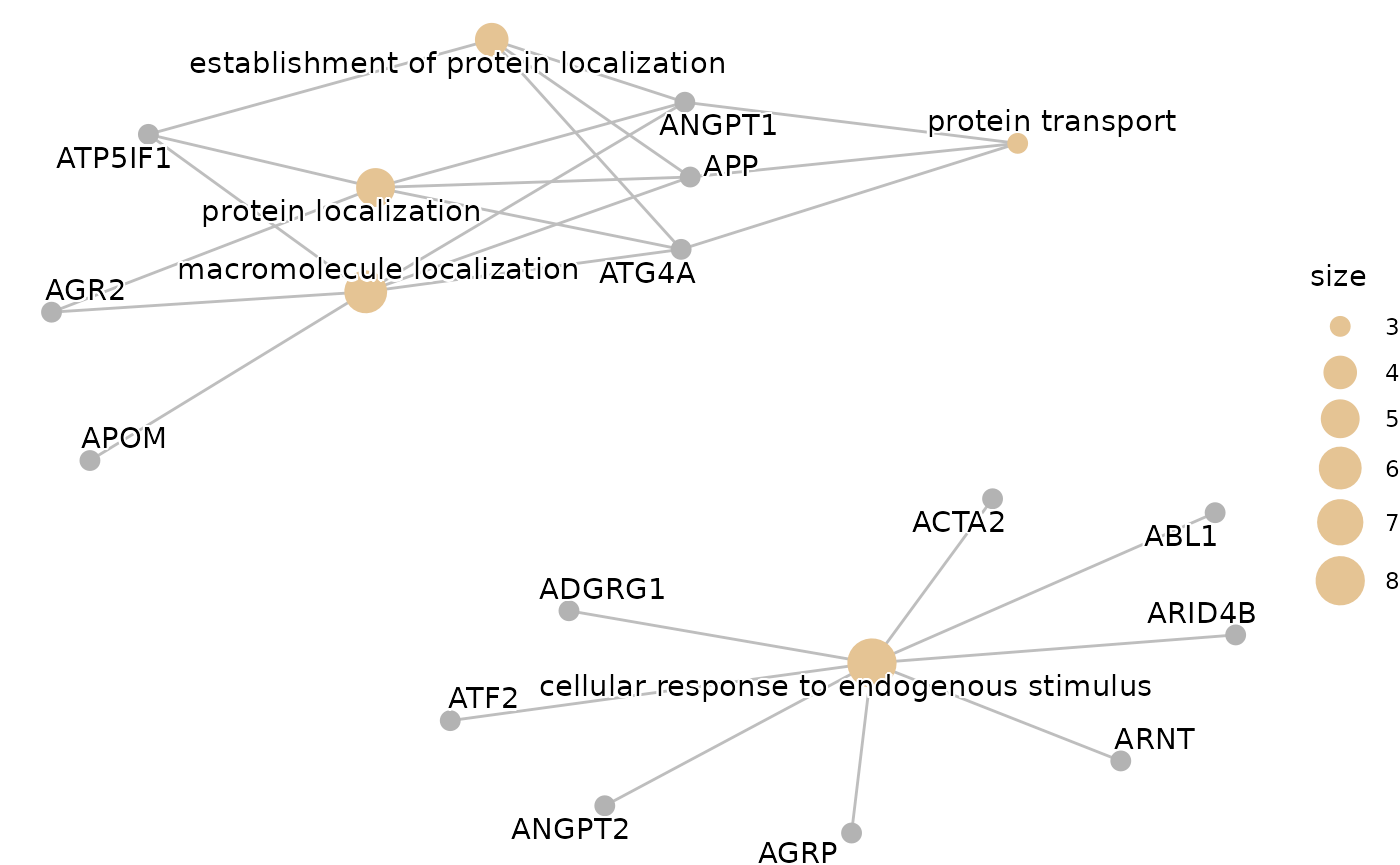 establishment of protein localization
ANGPT1
protein transport
ATP5IF1
APP
protein localization
macromolecule localization
ATG4A
AGR2
size
3
4
5
6
7
8
APOM
ACTA2
ABL1
ADGRG1
ARID4B
cellular response to endogenous stimulus
ATF2
ARNT
ANGPT2
AGRP